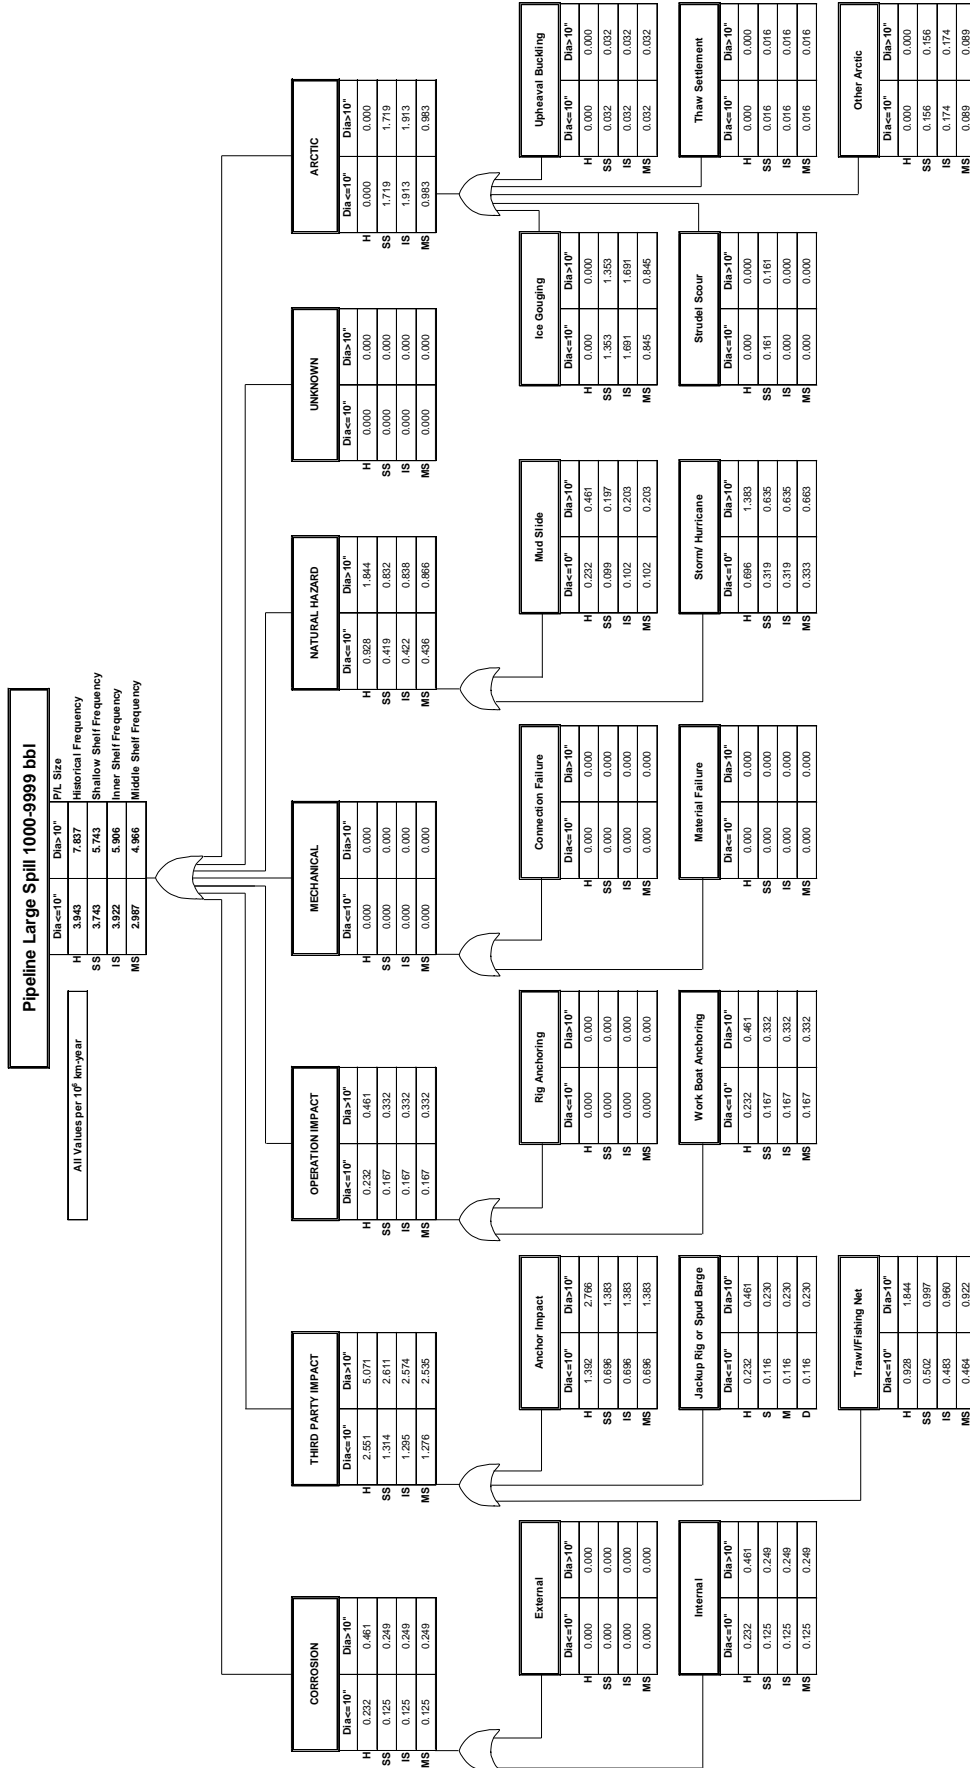 Pipeline Large Spill 1000-9999 bbl
All Values per 10⁶ km-year
Dia<=10" Dia>10" P/L Size
H 3.943 7.837 Historical Frequency
SS 3.743 5.743 Shallow Shelf Frequency
IS 3.922 5.906 Inner Shelf Frequency
MS 2.987 4.966 Middle Shelf Frequency
CORROSION
Dia<=10" Dia>10"
H 0.232 0.461
SS 0.125 0.249
IS 0.125 0.249
MS 0.125 0.249
THIRD PARTY IMPACT
Dia<=10" Dia>10"
H 2.551 5.071
SS 1.314 2.611
IS 1.295 2.574
MS 1.276 2.535
OPERATION IMPACT
Dia<=10" Dia>10"
H 0.232 0.461
SS 0.167 0.332
IS 0.167 0.332
MS 0.167 0.332
MECHANICAL
Dia<=10" Dia>10"
H 0.000 0.000
SS 0.000 0.000
IS 0.000 0.000
MS 0.000 0.000
NATURAL HAZARD
Dia<=10" Dia>10"
H 0.928 1.844
SS 0.419 0.832
IS 0.422 0.838
MS 0.436 0.866
UNKNOWN
Dia<=10" Dia>10"
H 0.000 0.000
SS 0.000 0.000
IS 0.000 0.000
MS 0.000 0.000
ARCTIC
Dia<=10" Dia>10"
H 0.000 0.000
SS 1.719 1.719
IS 1.913 1.913
MS 0.983 0.983
External
Dia<=10" Dia>10"
H 0.000 0.000
SS 0.000 0.000
IS 0.000 0.000
MS 0.000 0.000
Anchor Impact
Dia<=10" Dia>10"
H 1.392 2.766
SS 0.696 1.383
IS 0.696 1.383
MS 0.696 1.383
Rig Anchoring
Dia<=10" Dia>10"
H 0.000 0.000
SS 0.000 0.000
IS 0.000 0.000
MS 0.000 0.000
Connection Failure
Dia<=10" Dia>10"
H 0.000 0.000
SS 0.000 0.000
IS 0.000 0.000
MS 0.000 0.000
Mud Slide
Dia<=10" Dia>10"
H 0.232 0.461
SS 0.099 0.197
IS 0.102 0.203
MS 0.102 0.203
Ice Gouging
Dia<=10" Dia>10"
H 0.000 0.000
SS 1.353 1.353
IS 1.691 1.691
MS 0.845 0.845
Upheaval Buckling
Dia<=10" Dia>10"
H 0.000 0.000
SS 0.032 0.032
IS 0.032 0.032
MS 0.032 0.032
Internal
Dia<=10" Dia>10"
H 0.232 0.461
SS 0.125 0.249
IS 0.125 0.249
MS 0.125 0.249
Jackup Rig or Spud Barge
Dia<=10" Dia>10"
H 0.232 0.461
S 0.116 0.230
M 0.116 0.230
D 0.116 0.230
Work Boat Anchoring
Dia<=10" Dia>10"
H 0.232 0.461
SS 0.167 0.332
IS 0.167 0.332
MS 0.167 0.332
Material Failure
Dia<=10" Dia>10"
H 0.000 0.000
SS 0.000 0.000
IS 0.000 0.000
MS 0.000 0.000
Storm/ Hurricane
Dia<=10" Dia>10"
H 0.696 1.383
SS 0.319 0.635
IS 0.319 0.635
MS 0.333 0.663
Strudel Scour
Dia<=10" Dia>10"
H 0.000 0.000
SS 0.161 0.161
IS 0.000 0.000
MS 0.000 0.000
Thaw Settlement
Dia<=10" Dia>10"
H 0.000 0.000
SS 0.016 0.016
IS 0.016 0.016
MS 0.016 0.016
Trawl/Fishing Net
Dia<=10" Dia>10"
H 0.928 1.844
SS 0.502 0.997
IS 0.483 0.960
MS 0.464 0.922
Other Arctic
Dia<=10" Dia>10"
H 0.000 0.000
SS 0.156 0.156
IS 0.174 0.174
MS 0.089 0.089